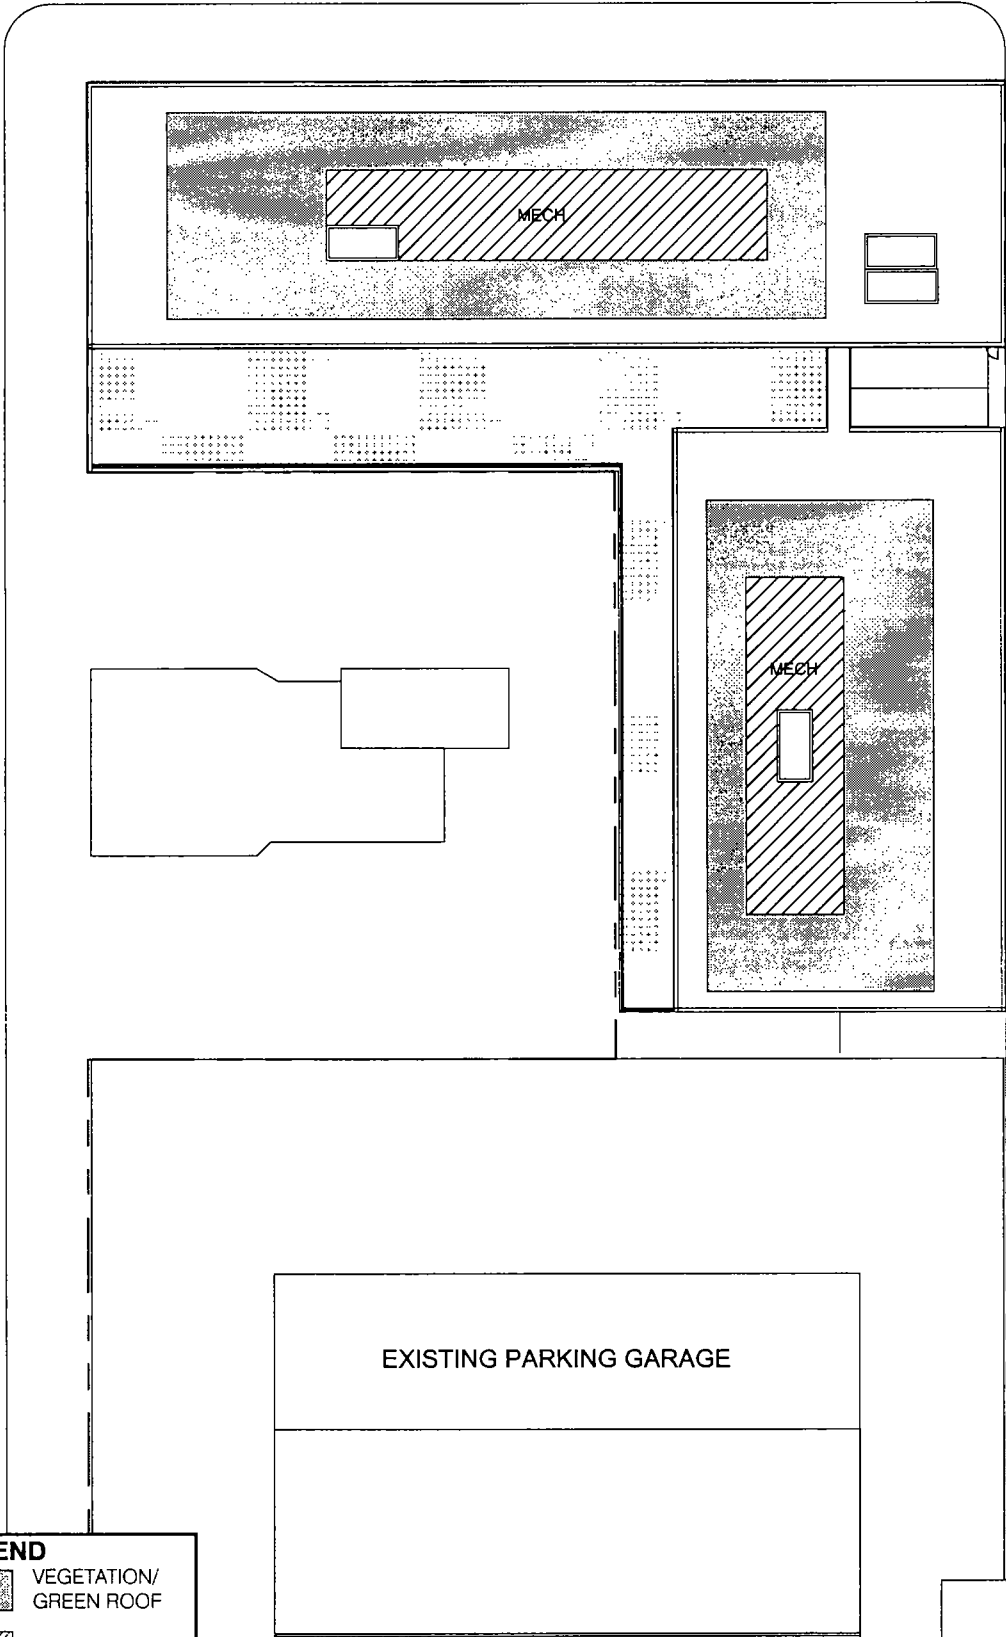 MECH
MECH
EXISTING PARKING GARAGE
END
VEGETATION/
GREEN ROOF